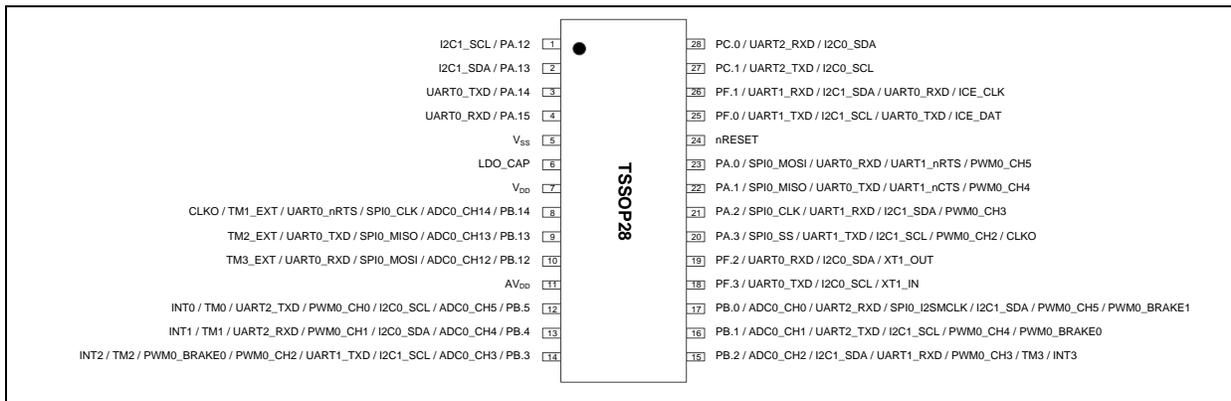 I2C1_SCL / PA.12 1
I2C1_SDA / PA.13 2
UART0_TXD / PA.14 3
UART0_RXD / PA.15 4
VSS 5
LDO_CAP 6
VDD 7
CLKO / TM1_EXT / UART0_nRTS / SPI0_CLK / ADC0_CH14 / PB.14 8
TM2_EXT / UART0_TXD / SPI0_MISO / ADC0_CH13 / PB.13 9
TM3_EXT / UART0_RXD / SPI0_MOSI / ADC0_CH12 / PB.12 10
AVDD 11
INT0 / TM0 / UART2_TXD / PWM0_CH0 / I2C0_SCL / ADC0_CH5 / PB.5 12
INT1 / TM1 / UART2_RXD / PWM0_CH1 / I2C0_SDA / ADC0_CH4 / PB.4 13
INT2 / TM2 / PWM0_BRAKE0 / PWM0_CH2 / UART1_TXD / I2C1_SCL / ADC0_CH3 / PB.3 14
TSSOP28
28 PC.0 / UART2_RXD / I2C0_SDA
27 PC.1 / UART2_TXD / I2C0_SCL
26 PF.1 / UART1_RXD / I2C1_SDA / UART0_RXD / ICE_CLK
25 PF.0 / UART1_TXD / I2C1_SCL / UART0_TXD / ICE_DAT
24 nRESET
23 PA.0 / SPI0_MOSI / UART0_RXD / UART1_nRTS / PWM0_CH5
22 PA.1 / SPI0_MISO / UART0_TXD / UART1_nCTS / PWM0_CH4
21 PA.2 / SPI0_CLK / UART1_RXD / I2C1_SDA / PWM0_CH3
20 PA.3 / SPI0_SS / UART1_TXD / I2C1_SCL / PWM0_CH2 / CLKO
19 PF.2 / UART0_RXD / I2C0_SDA / XT1_OUT
18 PF.3 / UART0_TXD / I2C0_SCL / XT1_IN
17 PB.0 / ADC0_CH0 / UART2_RXD / SPI0_I2SMCLK / I2C1_SDA / PWM0_CH5 / PWM0_BRAKE1
16 PB.1 / ADC0_CH1 / UART2_TXD / I2C1_SCL / PWM0_CH4 / PWM0_BRAKE0
15 PB.2 / ADC0_CH2 / I2C1_SDA / UART1_RXD / PWM0_CH3 / TM3 / INT3